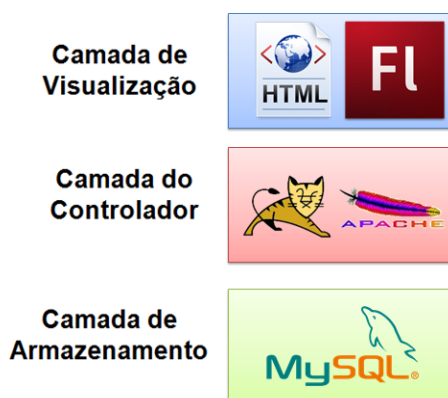 Camada de
Visualização
HTML
Fl
Camada do
Controlador
APACHE
Camada de
Armazenamento
MySQL®